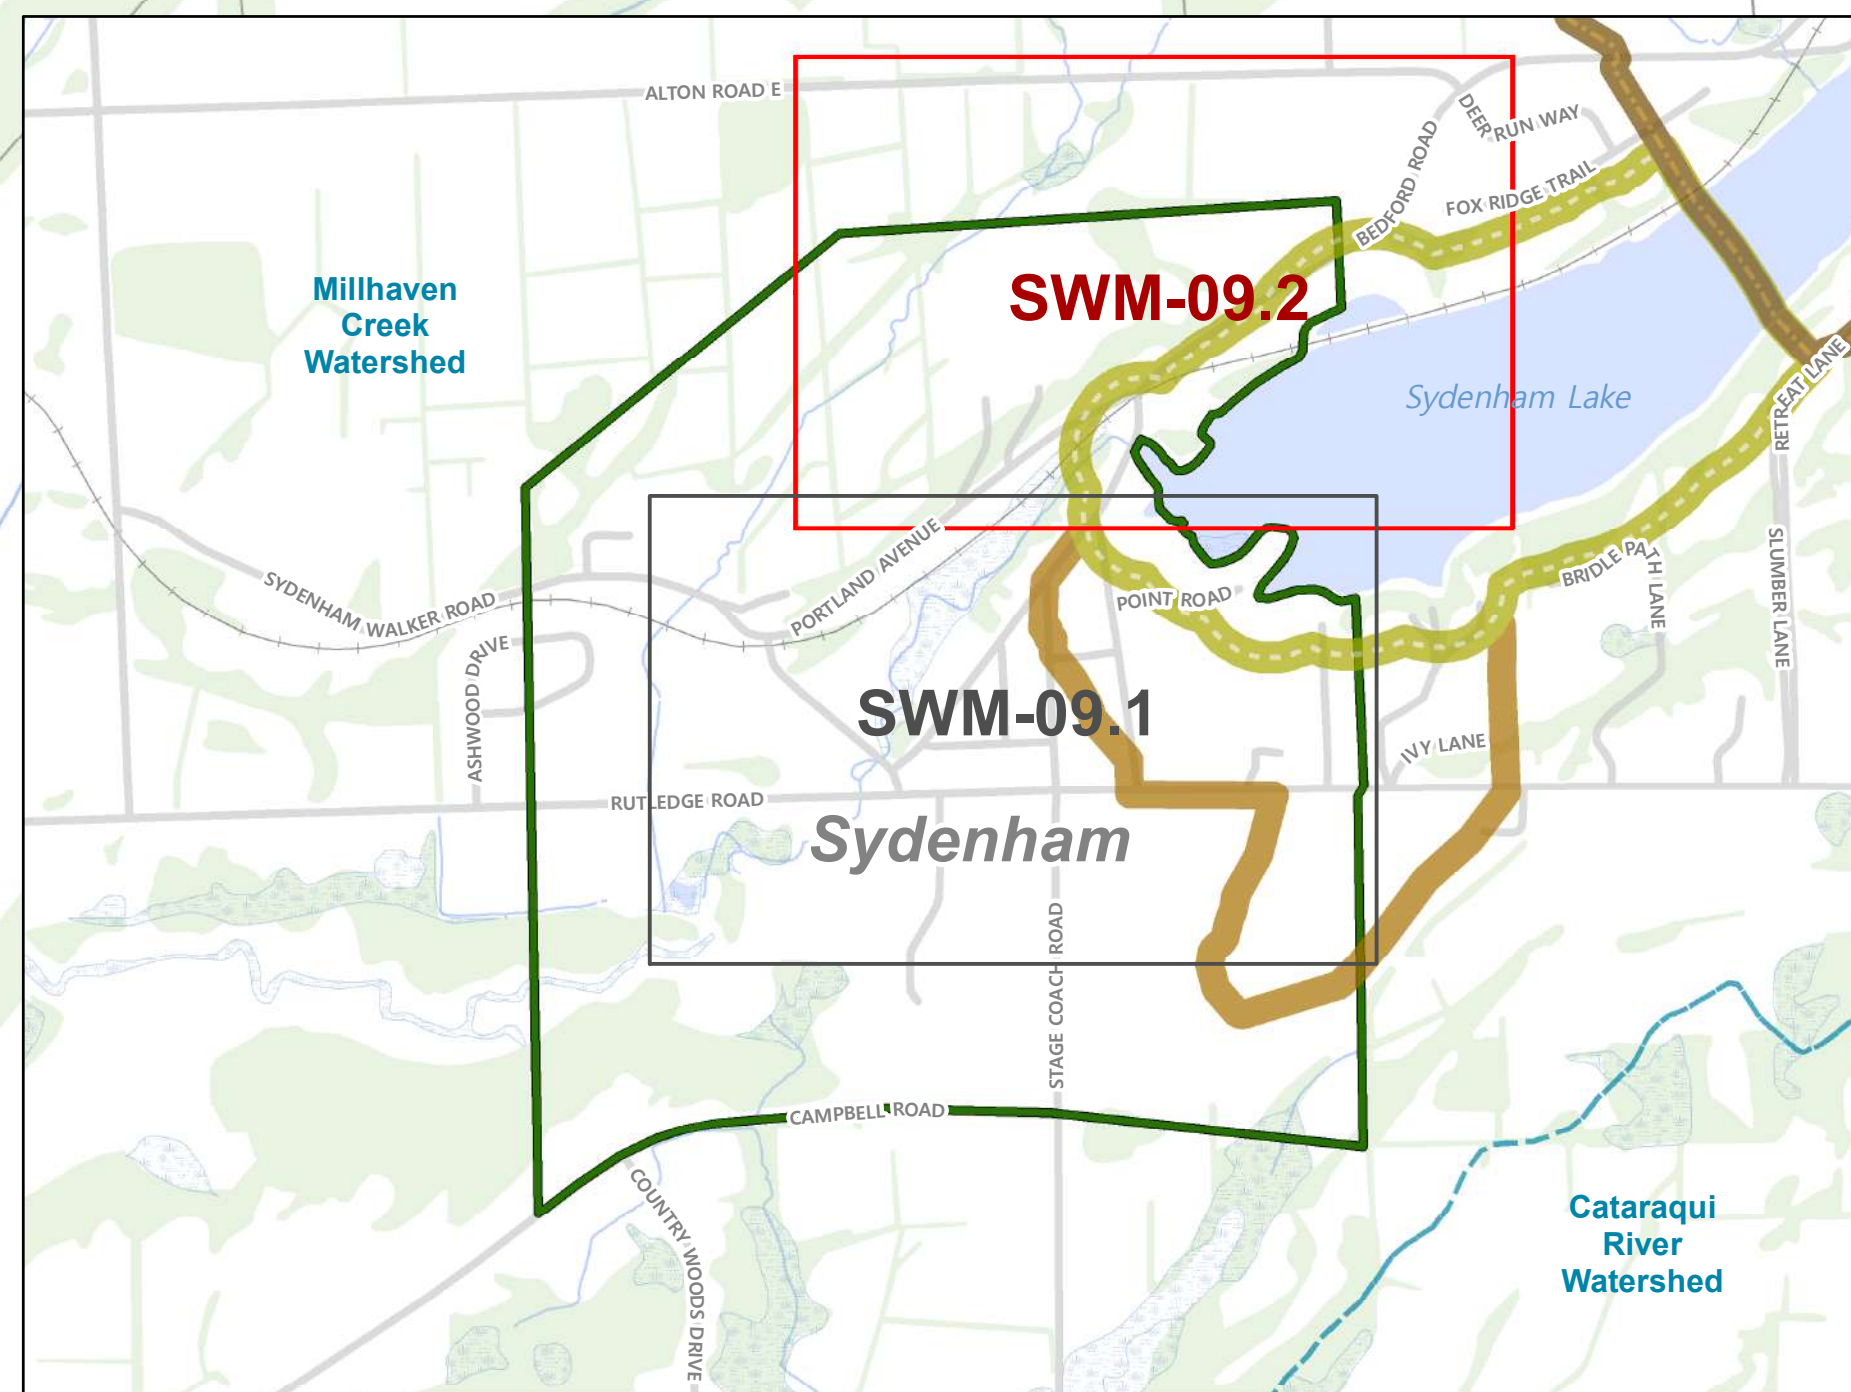 ALTON ROAD E
DEER
RUN WAY
BEDFORD ROAD
FOX RIDGE TRAIL
Millhaven
Creek
Watershed
SWM-09.2
Sydenham Lake
RETREAT LANE
PORTLAND AVENUE
SYDENHAM
WALKER ROAD
POINT ROAD
BRIDLE PATH LANE
SLUMBER LANE
ASHWOOD DRIVE
SWM-09.1
IVY LANE
RUTLEDGE ROAD
Sydenham
STAGE COACH ROAD
CAMPBELL ROAD
COUNTRY WOODS DRIVE
Cataraqui
River
Watershed